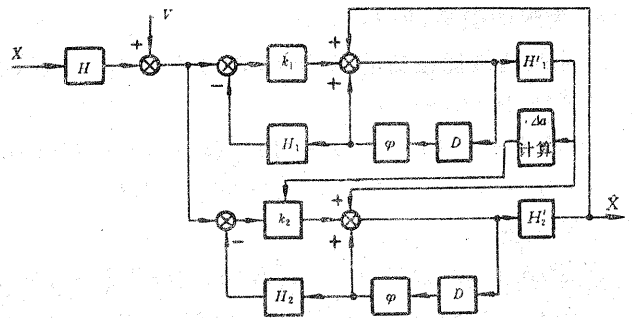 V
X
H
+
-
k₁
+
+
H'₁
H₁
φ
D
·Δa
计算
+
-
k₂
+
+
H'₂
X̂
H₂
φ
D